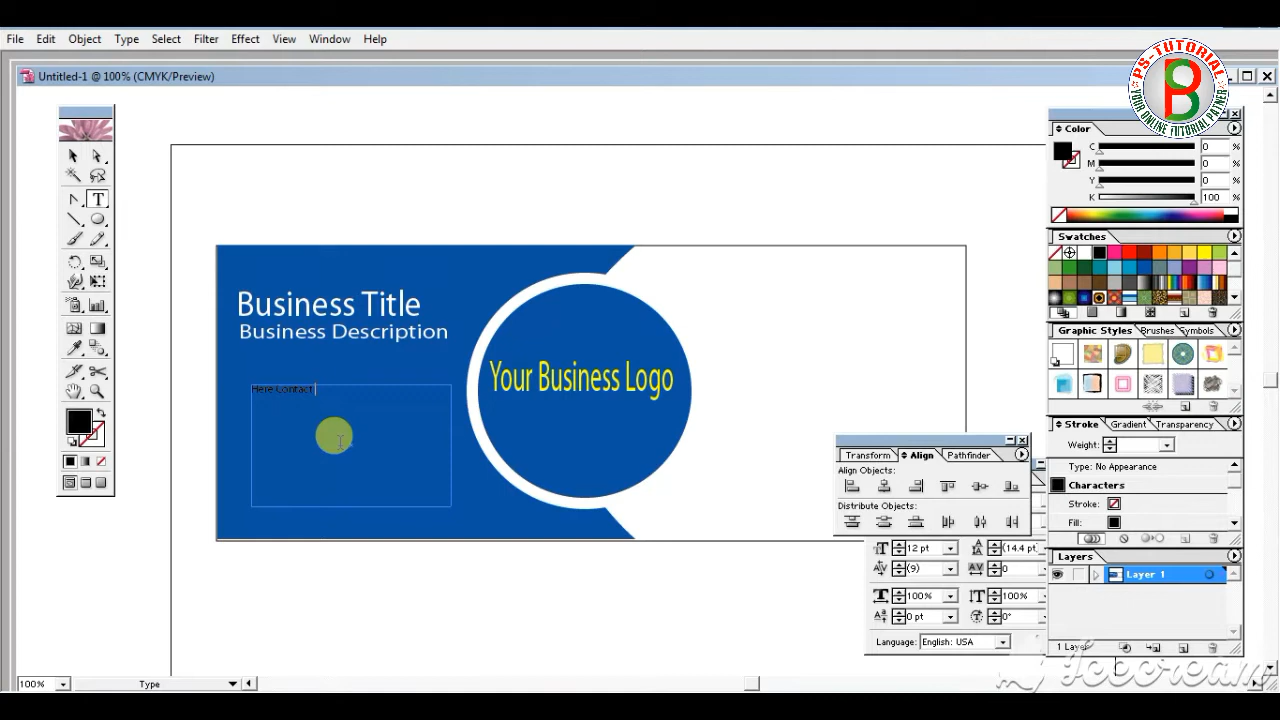 File Edit Object Type Select Filter Effect View Window Help
PS-TUTORIAL
YOUR ONLINE TUTORIAL PATNER
Untitled-1 @ 100% (CMYK/Preview)
Color
C 0 %
M 0 %
Y 0 %
K 100 %
Swatches
Graphic Styles Brushes Symbols
Stroke Gradient Transparency
Weight:
Type: No Appearance
Characters
Stroke:
Fill:
Layers
Layer 1
1 Layer
Business Title
Business Description
Here Contact
Your Business Logo
Transform Align Pathfinder
Align Objects:
Distribute Objects:
12 pt (14.4 pt)
(9) 0
100% 100%
0 pt 0°
Language: English: USA
100% Type
Icecream